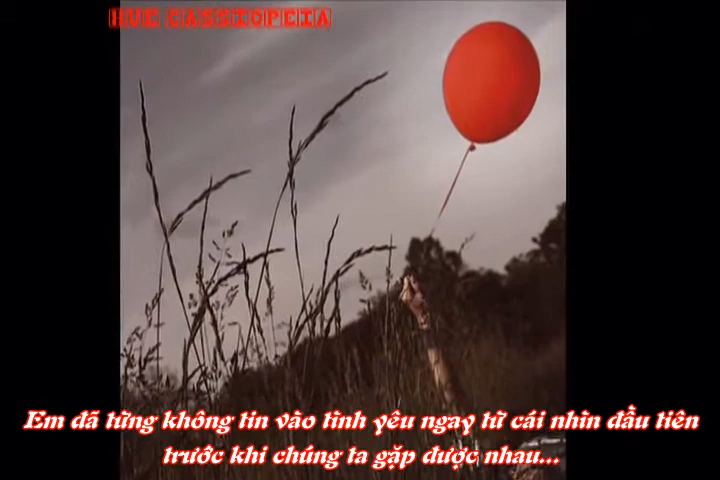 HUE CASSIOPEIA
Em đã từng không tin vào tình yêu ngay từ cái nhìn đầu tiên
trước khi chúng ta gặp được nhau...